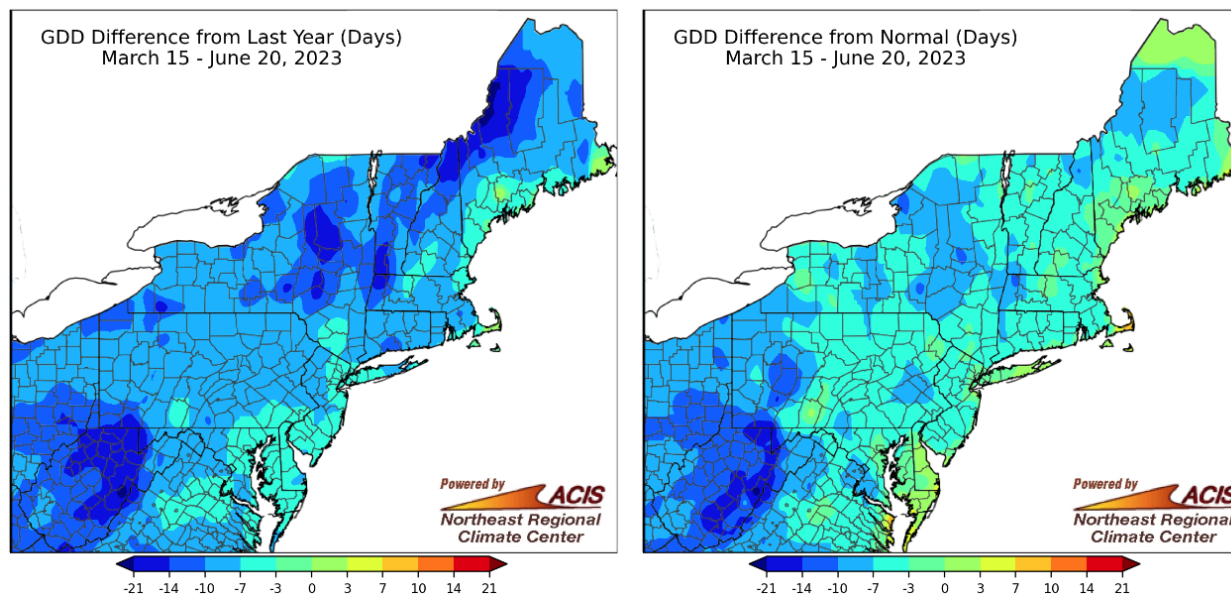 GDD Difference from Last Year (Days)
March 15 - June 20, 2023
Powered by
ACIS
Northeast Regional
Climate Center
-21 -14 -10 -7 -3 0 3 7 10 14 21
GDD Difference from Normal (Days)
March 15 - June 20, 2023
Powered by
ACIS
Northeast Regional
Climate Center
-21 -14 -10 -7 -3 0 3 7 10 14 21